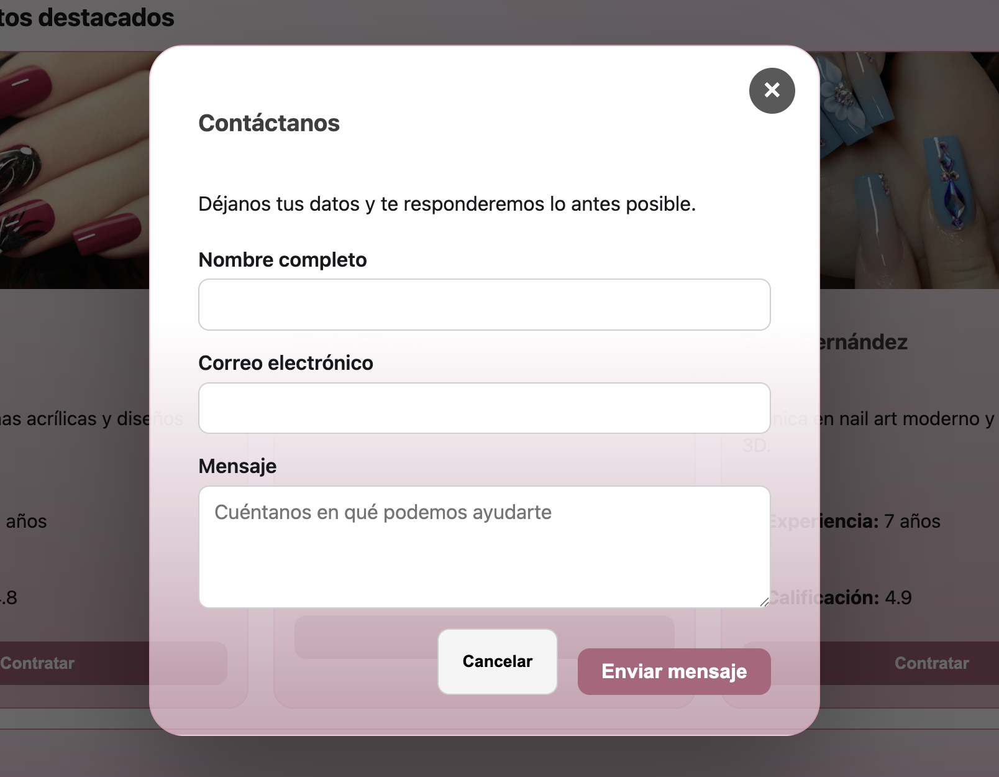 tos destacados
Contáctanos
Déjanos tus datos y te responderemos lo antes posible.
Nombre completo
Correo electrónico
Mensaje
Cuéntanos en qué podemos ayudarte
Cancelar
Enviar mensaje
as acrílicas y diseños
años
.8
Contratar
ernández
nica en nail art moderno y
3D.
Experiencia: 7 años
Calificación: 4.9
Contratar